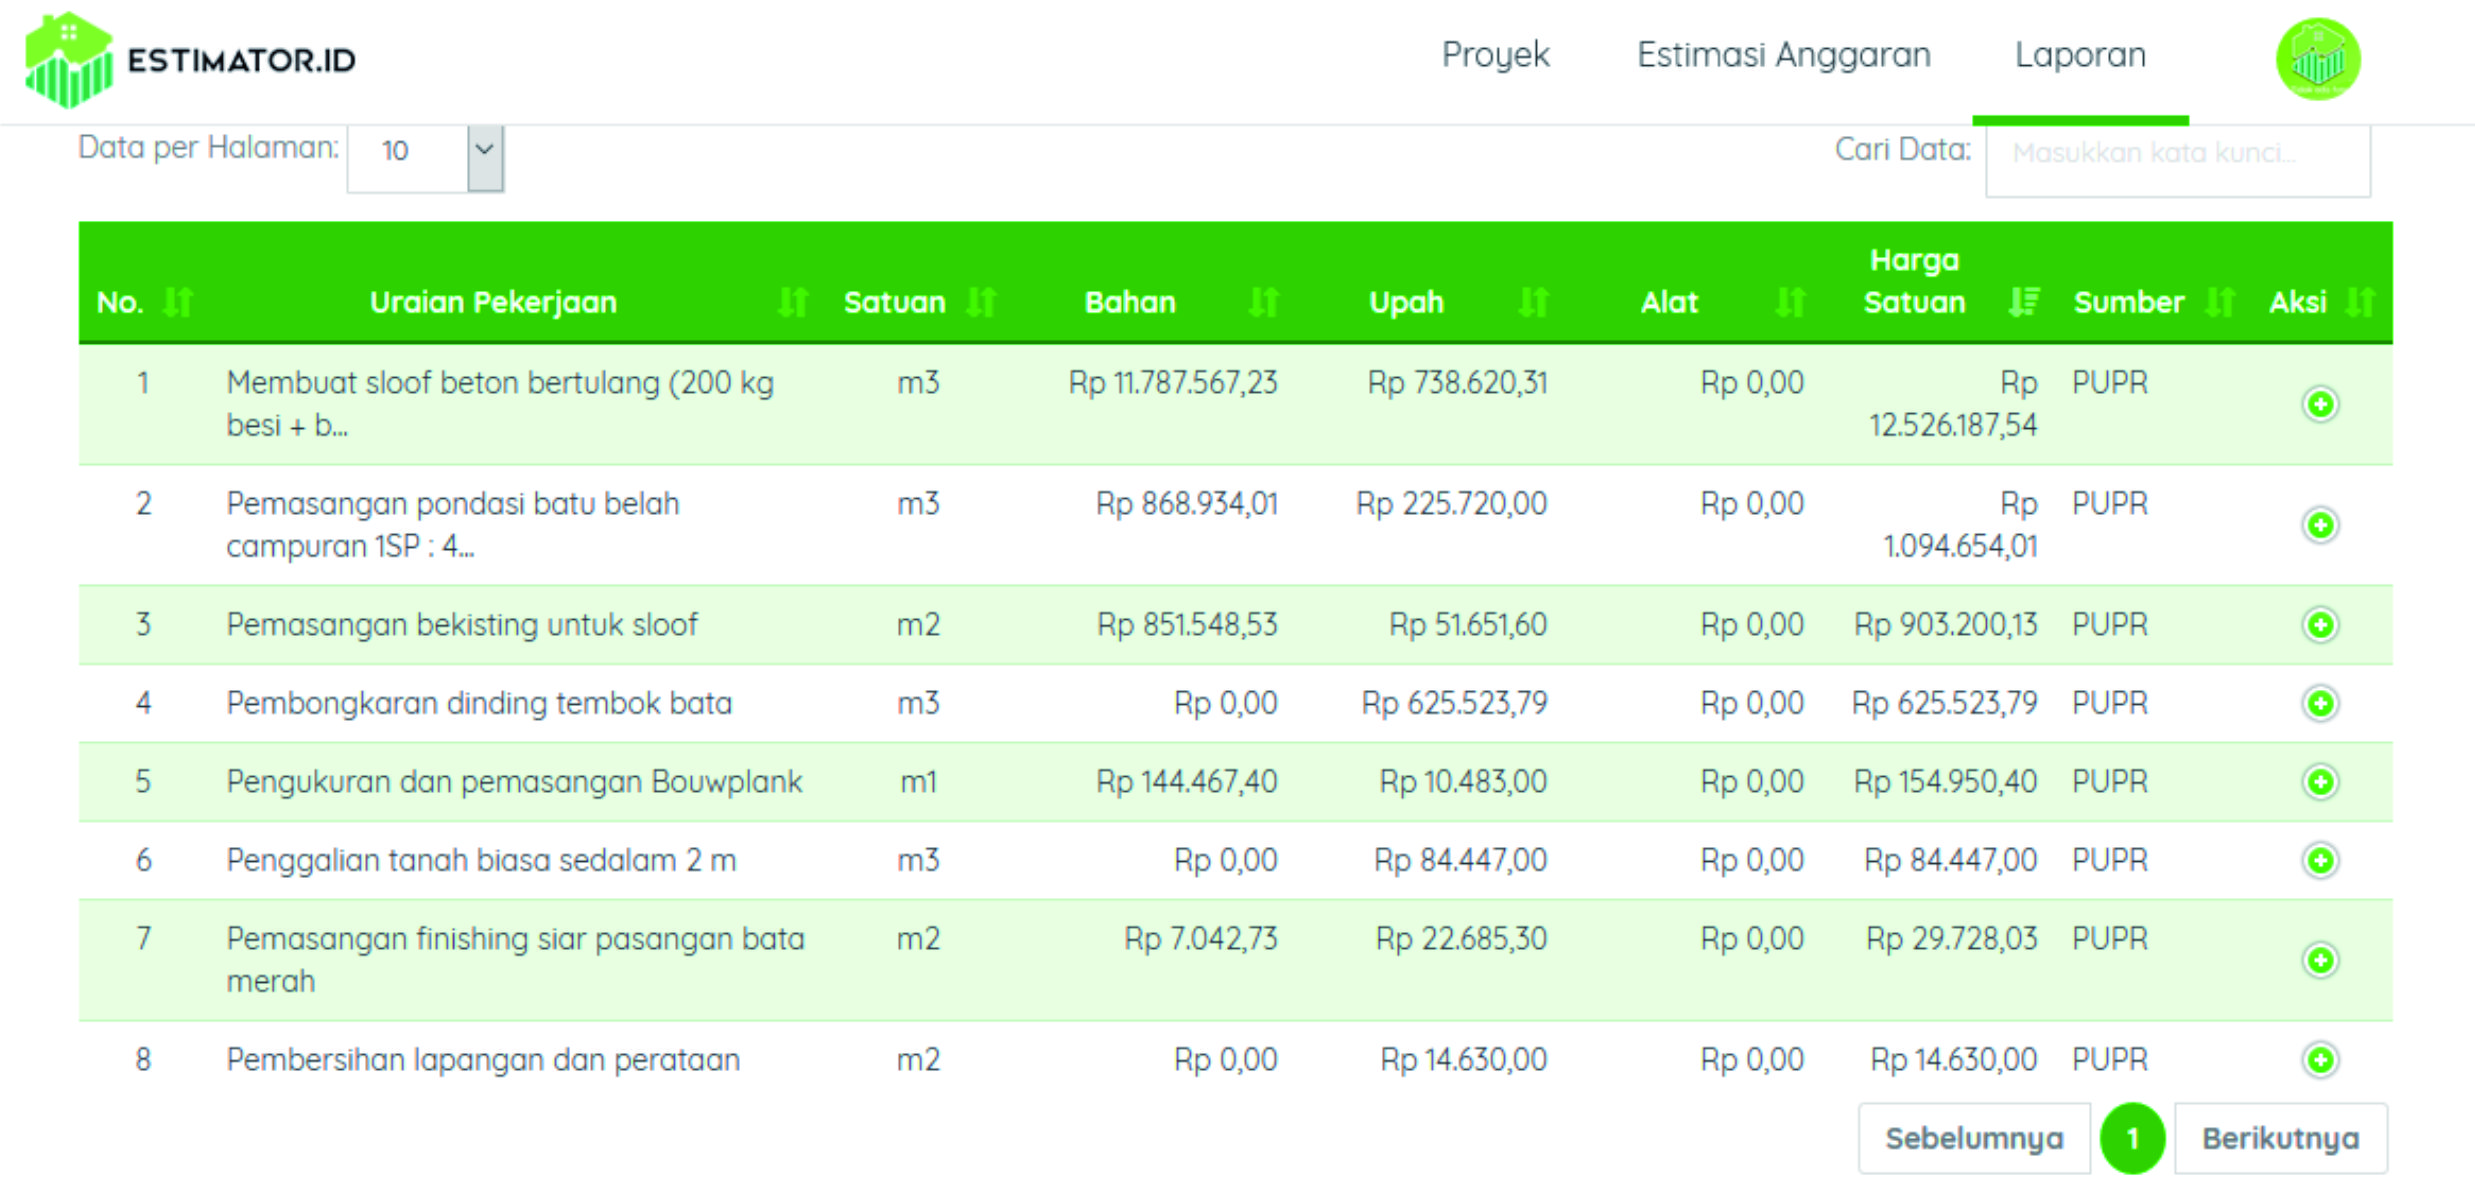 ESTIMATOR.ID
Proyek Estimasi Anggaran Laporan
Data per Halaman: 10 Cari Data: Masukkan kata kunci...
No. Uraian Pekerjaan Satuan Bahan Upah Alat Harga Satuan Sumber Aksi
1 Membuat sloof beton bertulang (200 kg m3 Rp 11.787.567,23 Rp 738.620,31 Rp 0,00 Rp PUPR
besi + b... 12.526.187,54
2 Pemasangan pondasi batu belah m3 Rp 868.934,01 Rp 225.720,00 Rp 0,00 Rp PUPR
campuran 1SP : 4... 1.094.654,01
3 Pemasangan bekisting untuk sloof m2 Rp 851.548,53 Rp 51.651,60 Rp 0,00 Rp 903.200,13 PUPR
4 Pembongkaran dinding tembok bata m3 Rp 0,00 Rp 625.523,79 Rp 0,00 Rp 625.523,79 PUPR
5 Pengukuran dan pemasangan Bouwplank m1 Rp 144.467,40 Rp 10.483,00 Rp 0,00 Rp 154.950,40 PUPR
6 Penggalian tanah biasa sedalam 2 m m3 Rp 0,00 Rp 84.447,00 Rp 0,00 Rp 84.447,00 PUPR
7 Pemasangan finishing siar pasangan bata m2 Rp 7.042,73 Rp 22.685,30 Rp 0,00 Rp 29.728,03 PUPR
merah
8 Pembersihan lapangan dan perataan m2 Rp 0,00 Rp 14.630,00 Rp 0,00 Rp 14.630,00 PUPR
Sebelumnya 1 Berikutnya